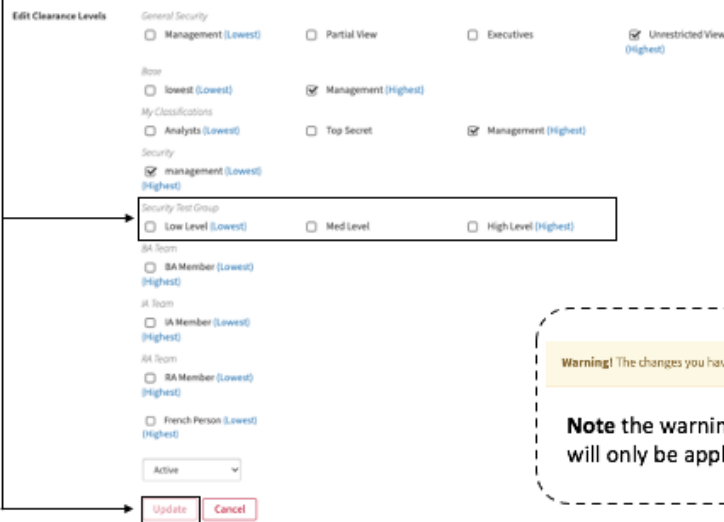 Edit Clearance Levels
General Security
Management (Lowest) Partial View Executives Unrestricted View
(Highest)
Base
lowest (Lowest) Management (Highest)
My Classifications
Analysts (Lowest) Top Secret Management (Highest)
Security
management (Lowest)
(Highest)
Security Test Group
Low Level (Lowest) Med Level High Level (Highest)
BA Team
BA Member (Lowest)
(Highest)
IA Team
IA Member (Lowest)
(Highest)
RA Team
RA Member (Lowest)
(Highest)
French Person (Lowest)
(Highest)
Warning! The changes you hav
Note the warnin
will only be appl
Active
Update Cancel